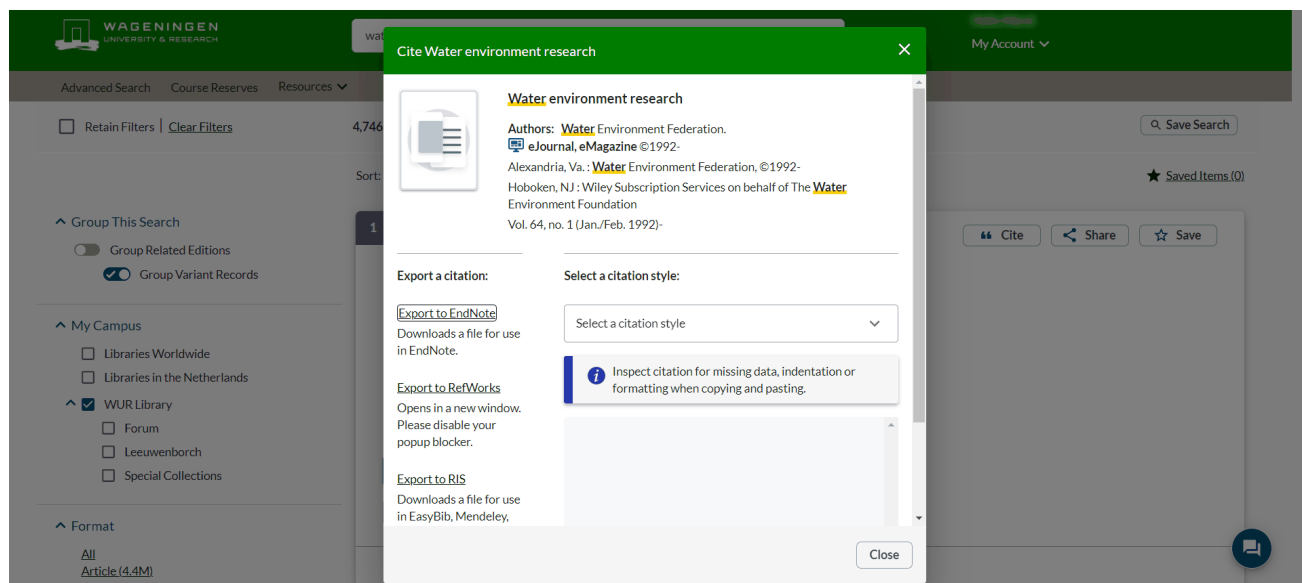 WAGENINGEN
UNIVERSITY & RESEARCH
wat
My Account
Cite Water environment research
Advanced Search Course Reserves Resources
Retain Filters | Clear Filters
4,746
Save Search
Sort:
Saved Items (0)
Group This Search
Group Related Editions
Group Variant Records
My Campus
Libraries Worldwide
Libraries in the Netherlands
WUR Library
Forum
Leeuwenborch
Special Collections
Format
All
Article (4.4M)
1
Water environment research
Authors: Water Environment Federation.
eJournal, eMagazine ©1992-
Alexandria, Va. : Water Environment Federation, ©1992-
Hoboken, NJ : Wiley Subscription Services on behalf of The Water
Environment Foundation
Vol. 64, no. 1 (Jan./Feb. 1992)-
Export a citation:
Export to EndNote
Downloads a file for use
in EndNote.
Export to RefWorks
Opens in a new window.
Please disable your
popup blocker.
Export to RIS
Downloads a file for use
in EasyBib, Mendeley,
Select a citation style:
Select a citation style
Inspect citation for missing data, indentation or
formatting when copying and pasting.
Close
Cite Share Save